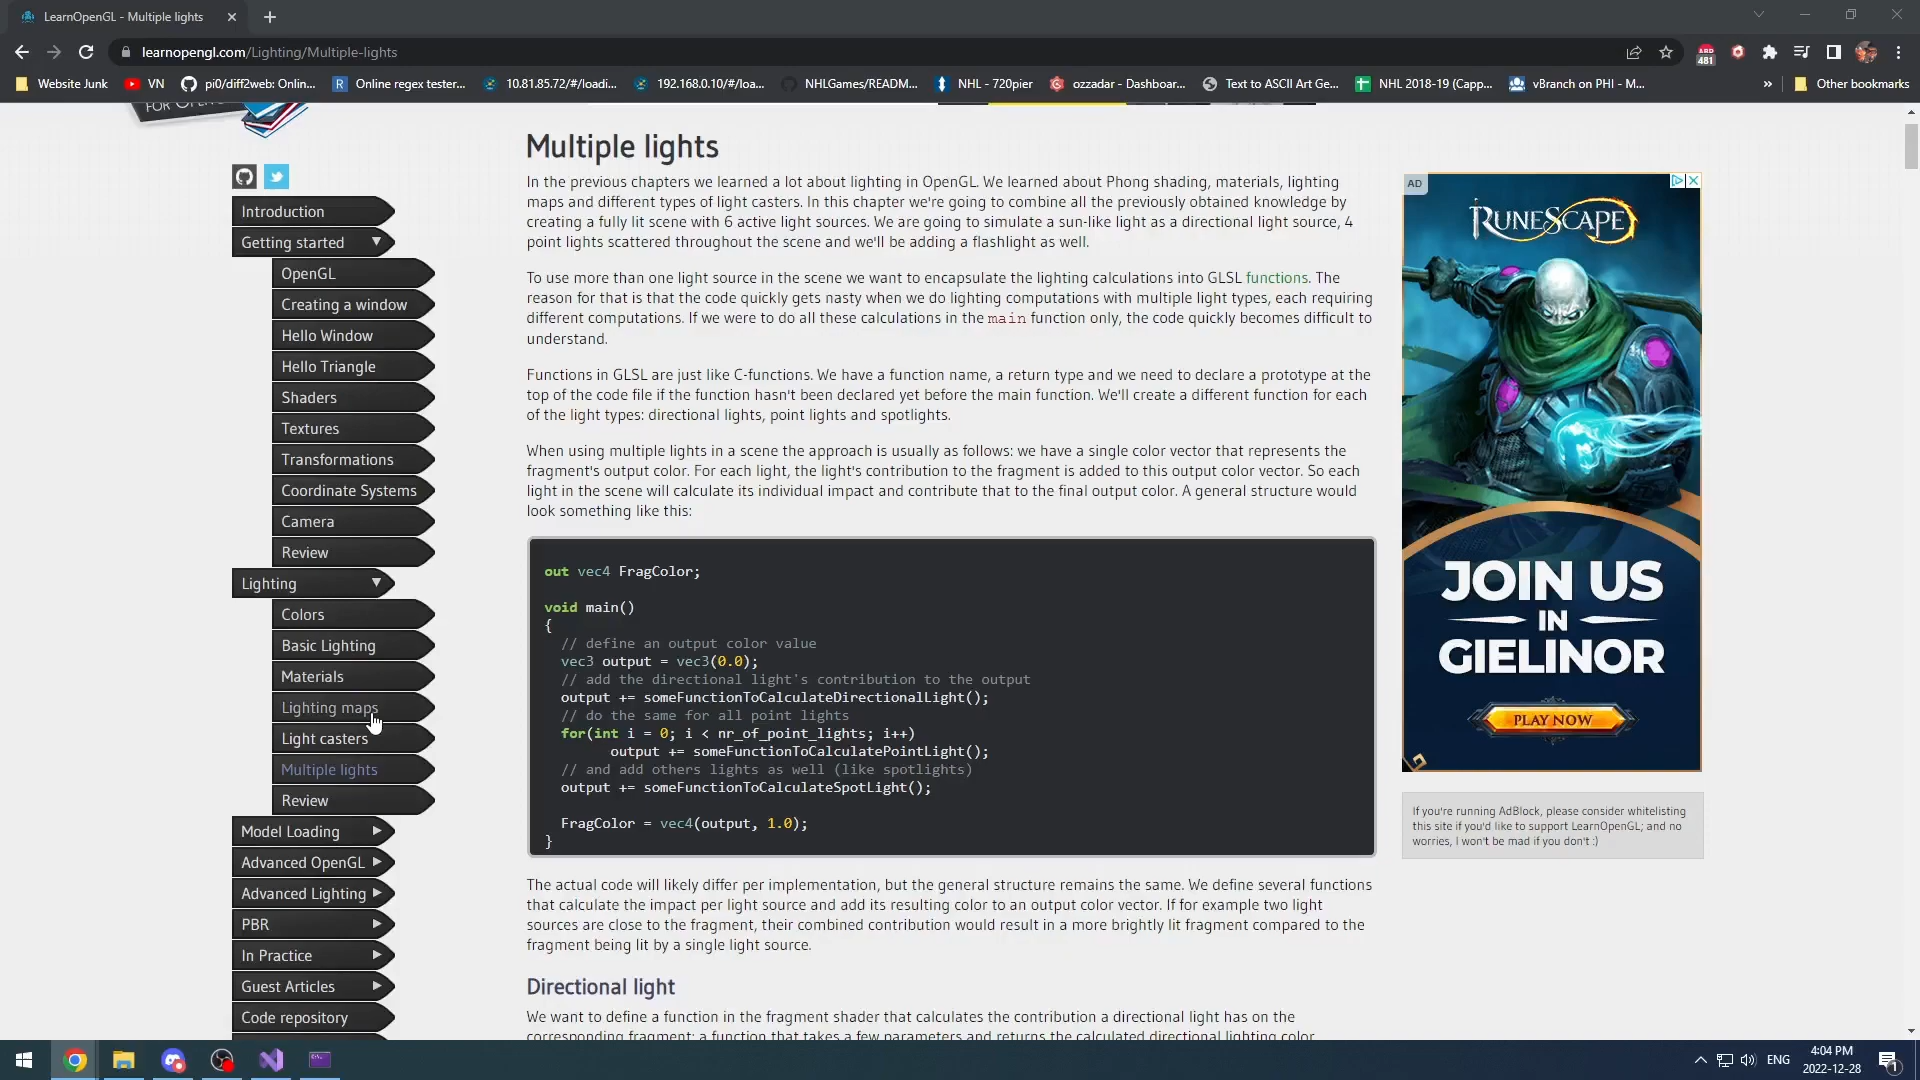 LearnOpenGL - Multiple lights
learnopengl.com/Lighting/Multiple-lights
481
Website Junk
VN
pi0/diff2web: Onlin...
Online regex tester...
10.81.85.72/#/loadi...
192.168.0.10/#/loa...
NHLGames/READM...
NHL - 720pier
ozzadar - Dashboar...
Text to ASCII Art Ge...
NHL 2018-19 (Capp...
vBranch on PHI - M...
»
Other bookmarks
Introduction
Getting started
OpenGL
Creating a window
Hello Window
Hello Triangle
Shaders
Textures
Transformations
Coordinate Systems
Camera
Review
Lighting
Colors
Basic Lighting
Materials
Lighting maps
Light casters
Multiple lights
Review
Model Loading
Advanced OpenGL
Advanced Lighting
PBR
In Practice
Guest Articles
Code repository
Multiple lights
In the previous chapters we learned a lot about lighting in OpenGL. We learned about Phong shading, materials, lighting
maps and different types of light casters. In this chapter we're going to combine all the previously obtained knowledge by
creating a fully lit scene with 6 active light sources. We are going to simulate a sun-like light as a directional light source, 4
point lights scattered throughout the scene and we'll be adding a flashlight as well.
To use more than one light source in the scene we want to encapsulate the lighting calculations into GLSL functions. The
reason for that is that the code quickly gets nasty when we do lighting computations with multiple light types, each requiring
different computations. If we were to do all these calculations in the main function only, the code quickly becomes difficult to
understand.
Functions in GLSL are just like C-functions. We have a function name, a return type and we need to declare a prototype at the
top of the code file if the function hasn't been declared yet before the main function. We'll create a different function for each
of the light types: directional lights, point lights and spotlights.
When using multiple lights in a scene the approach is usually as follows: we have a single color vector that represents the
fragment's output color. For each light, the light's contribution to the fragment is added to this output color vector. So each
light in the scene will calculate its individual impact and contribute that to the final output color. A general structure would
look something like this:
out vec4 FragColor;
void main()
{
// define an output color value
vec3 output = vec3(0.0);
// add the directional light's contribution to the output
output += someFunctionToCalculateDirectionalLight();
// do the same for all point lights
for(int i = 0; i < nr_of_point_lights; i++)
output += someFunctionToCalculatePointLight();
// and add others lights as well (like spotlights)
output += someFunctionToCalculateSpotLight();
FragColor = vec4(output, 1.0);
}
The actual code will likely differ per implementation, but the general structure remains the same. We define several functions
that calculate the impact per light source and add its resulting color to an output color vector. If for example two light
sources are close to the fragment, their combined contribution would result in a more brightly lit fragment compared to the
fragment being lit by a single light source.
Directional light
We want to define a function in the fragment shader that calculates the contribution a directional light has on the
corresponding fragment: a function that takes a few parameters and returns the calculated directional lighting color
AD
RUNESCAPE
JOIN US
IN
GIELINOR
PLAY NOW
If you're running AdBlock, please consider whitelisting
this site if you'd like to support LearnOpenGL; and no
worries, I won't be mad if you don't :)
ENG
4:04 PM
2022-12-28
1